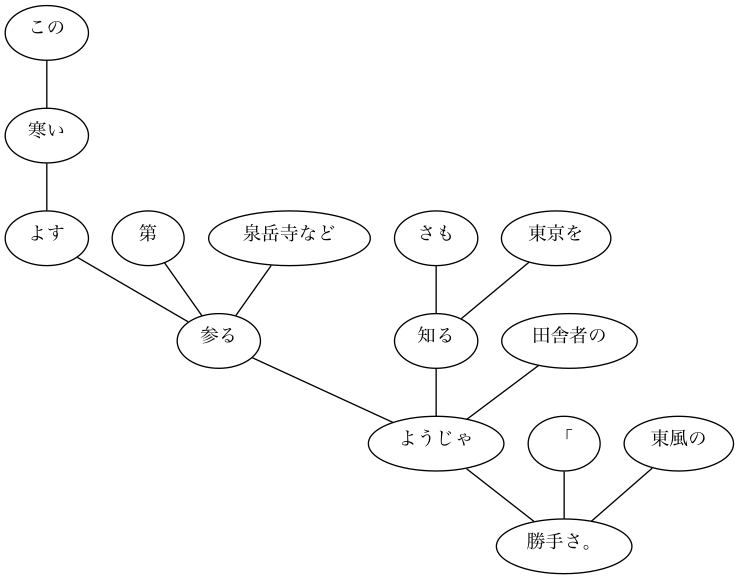 この
寒い
よす 第 泉岳寺など さも 東京を
参る 知る 田舎者の
ようじゃ 「 東風の
勝手さ。